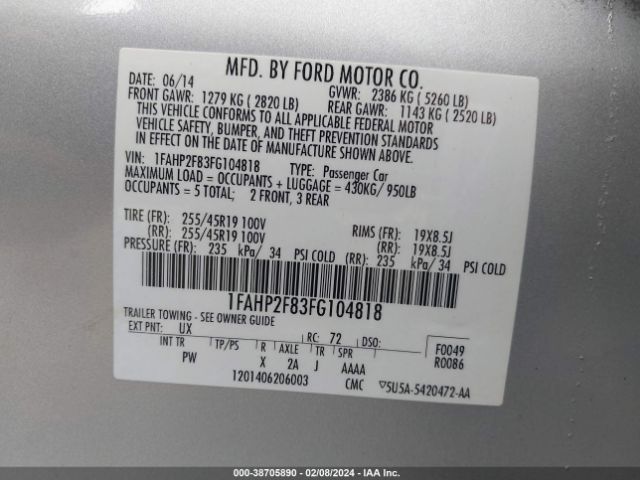 MFD. BY FORD MOTOR CO.
DATE: 06/14 GVWR: 2386 KG ( 5260 LB)
FRONT GAWR: 1279 KG ( 2820 LB) REAR GAWR: 1143 KG ( 2520 LB)
THIS VEHICLE CONFORMS TO ALL APPLICABLE FEDERAL MOTOR
VEHICLE SAFETY, BUMPER, AND THEFT PREVENTION STANDARDS
IN EFFECT ON THE DATE OF MANUFACTURE SHOWN ABOVE.
VIN: 1FAHP2F83FG104818 TYPE: Passenger Car
MAXIMUM LOAD = OCCUPANTS + LUGGAGE = 430KG/ 950LB
OCCUPANTS = 5 TOTAL: 2 FRONT, 3 REAR
TIRE (FR): 255/45R19 100V RIMS (FR): 19X8.5J
(RR): 255/45R19 100V (RR): 19X8.5J
PRESSURE (FR): 235 kPa/ 34 PSI COLD (RR): 235 kPa/ 34 PSI COLD
1FAHP2F83FG104818
TRAILER TOWING - SEE OWNER GUIDE
EXT PNT: UX RC: 72 DSO: F0049
INT TR TP/PS R AXLE TR SPR R0086
PW X 2A J AAAA
1201406206003 CMC ▽5U5A-5420472-AA
000-38705890 - 02/08/2024 - IAA Inc.